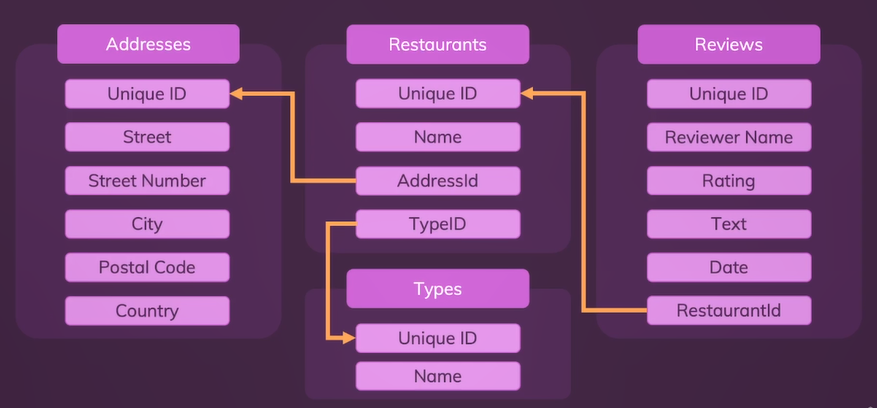 Addresses
Unique ID
Street
Street Number
City
Postal Code
Country
Restaurants
Unique ID
Name
AddressId
TypeID
Types
Unique ID
Name
Reviews
Unique ID
Reviewer Name
Rating
Text
Date
RestaurantId